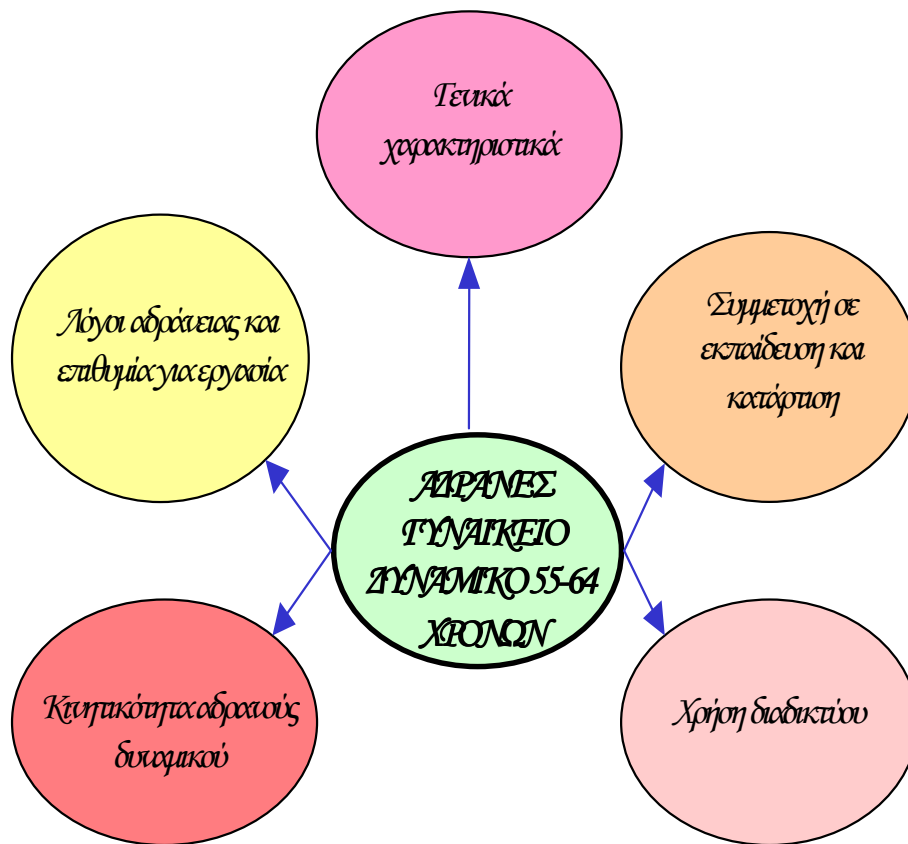 Γενικά
χαρακτηριστικά
Λόγοι αδράνειας και
επιθυμία για εργασία
Συμμετοχή σε
εκπαίδευση και
κατάρτιση
ΑΔΡΑΝΕΣ
ΓΥΝΑΙΚΕΙΟ
ΔΥΝΑΜΙΚΟ 55-64
ΧΡΟΝΩΝ
Κινητικότητα αδρανούς
δυναμικού
Χρήση διαδικτύου